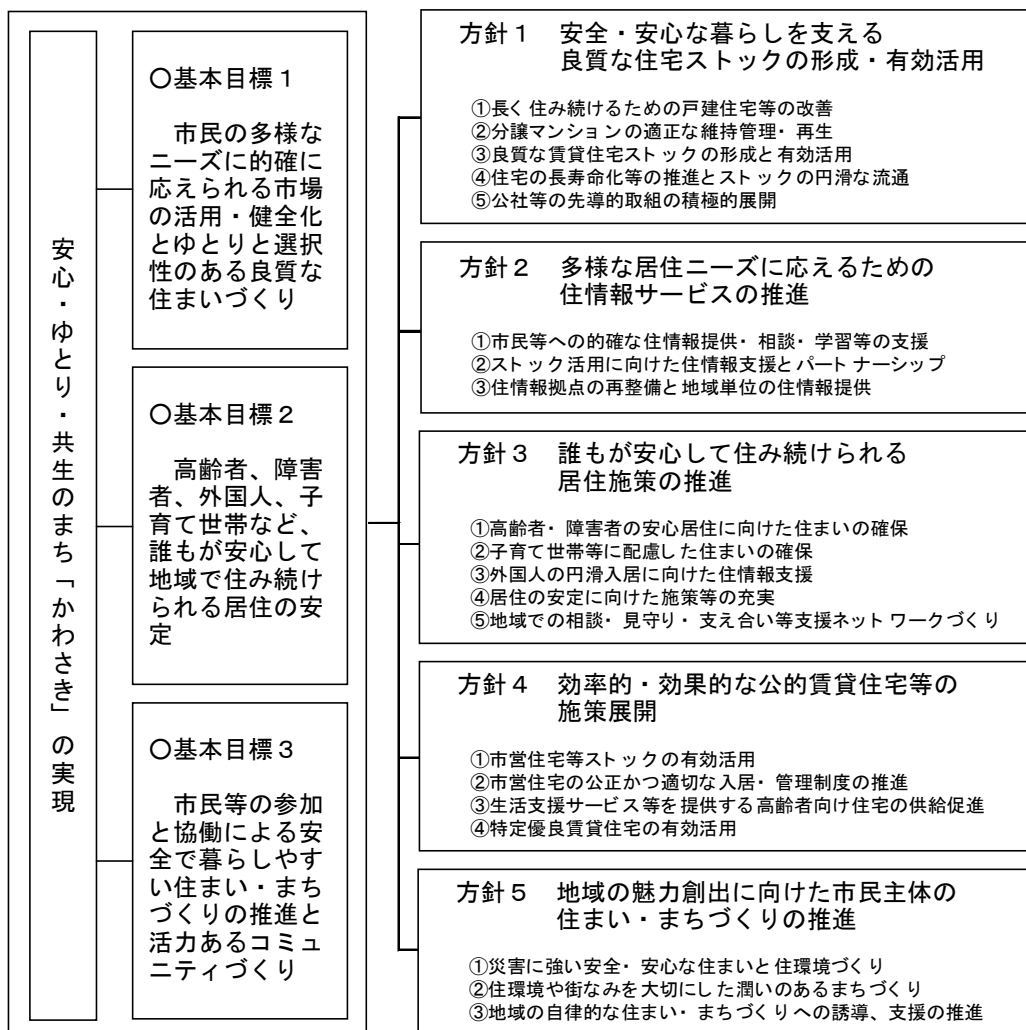 安心・ゆとり・共生のまち「かわさき」の実現
〇基本目標１
市民の多様な
ニーズに的確に
応えられる市場
の活用・健全化
とゆとりと選択
性のある良質な
住まいづくり
〇基本目標２
高齢者、障害
者、外国人、子
育て世帯など、
誰もが安心して
地域で住み続け
られる居住の安
定
〇基本目標３
市民等の参加
と協働による安
全で暮らしやす
い住まい・まち
づくりの推進と
活力あるコミュ
ニティづくり
方針１　安全・安心な暮らしを支える
良質な住宅ストックの形成・有効活用
①長く住み続けるための戸建住宅等の改善
②分譲マンションの適正な維持管理・再生
③良質な賃貸住宅ストックの形成と有効活用
④住宅の長寿命化等の推進とストックの円滑な流通
⑤公社等の先導的取組の積極的展開
方針２　多様な居住ニーズに応えるための
住情報サービスの推進
①市民等への的確な住情報提供・相談・学習等の支援
②ストック活用に向けた住情報支援とパートナーシップ
③住情報拠点の再整備と地域単位の住情報提供
方針３　誰もが安心して住み続けられる
居住施策の推進
①高齢者・障害者の安心居住に向けた住まいの確保
②子育て世帯等に配慮した住まいの確保
③外国人の円滑入居に向けた住情報支援
④居住の安定に向けた施策等の充実
⑤地域での相談・見守り・支え合い等支援ネットワークづくり
方針４　効率的・効果的な公的賃貸住宅等の
施策展開
①市営住宅等ストックの有効活用
②市営住宅の公正かつ適切な入居・管理制度の推進
③生活支援サービス等を提供する高齢者向け住宅の供給促進
④特定優良賃貸住宅の有効活用
方針５　地域の魅力創出に向けた市民主体の
住まい・まちづくりの推進
①災害に強い安全・安心な住まいと住環境づくり
②住環境や街なみを大切にした潤いのあるまちづくり
③地域の自律的な住まい・まちづくりへの誘導、支援の推進